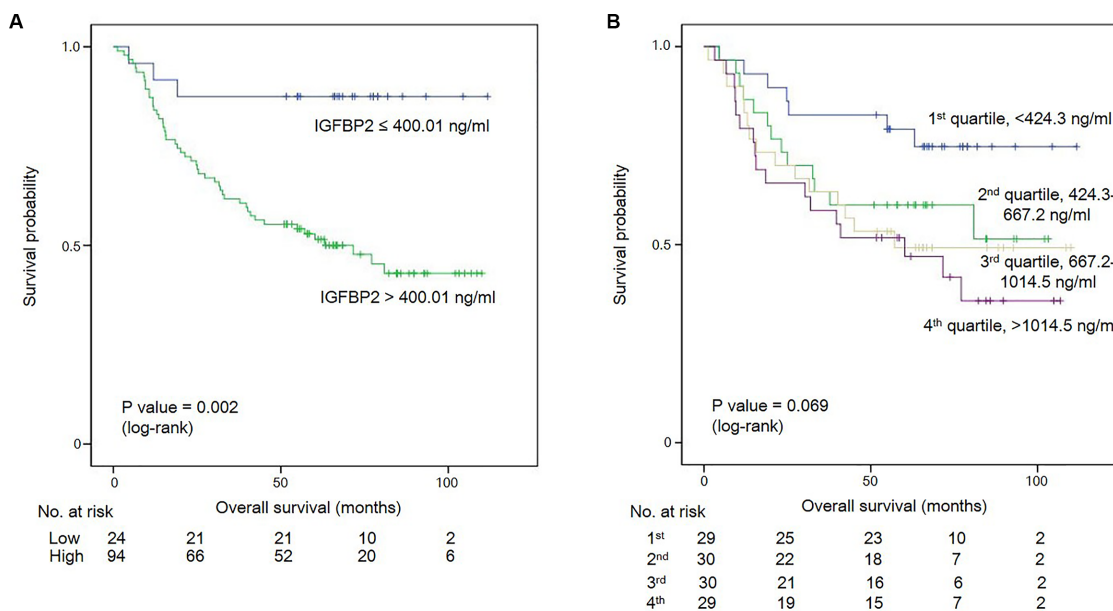 A
1.0
0.5
0
Survival probability
IGFBP2 ≤ 400.01 ng/ml
IGFBP2 > 400.01 ng/ml
P value = 0.002
(log-rank)
0 50 100
Overall survival (months)
No. at risk
Low 24 21 21 10 2
High 94 66 52 20 6
B
1.0
0.5
0
Survival probability
1st quartile, <424.3 ng/ml
2nd quartile, 424.3-
667.2 ng/ml
3rd quartile, 667.2-
1014.5 ng/ml
4th quartile, >1014.5 ng/m
P value = 0.069
(log-rank)
0 50 100
Overall survival (months)
No. at risk
1st 29 25 23 10 2
2nd 30 22 18 7 2
3rd 30 21 16 6 2
4th 29 19 15 7 2